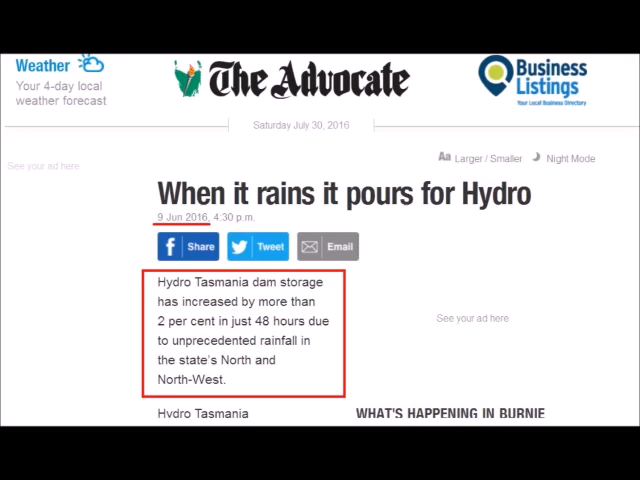 Weather
Your 4-day local
weather forecast
The Advocate
Business
Listings
Your Local Business Directory
Saturday July 30, 2016
See your ad here
Aa Larger / Smaller Night Mode
When it rains it pours for Hydro
9 Jun 2016, 4:30 p.m.
f Share Tweet Email
Hydro Tasmania dam storage
has increased by more than
2 per cent in just 48 hours due
to unprecedented rainfall in
the state's North and
North-West.
See your ad here
Hydro Tasmania
WHAT'S HAPPENING IN BURNIE